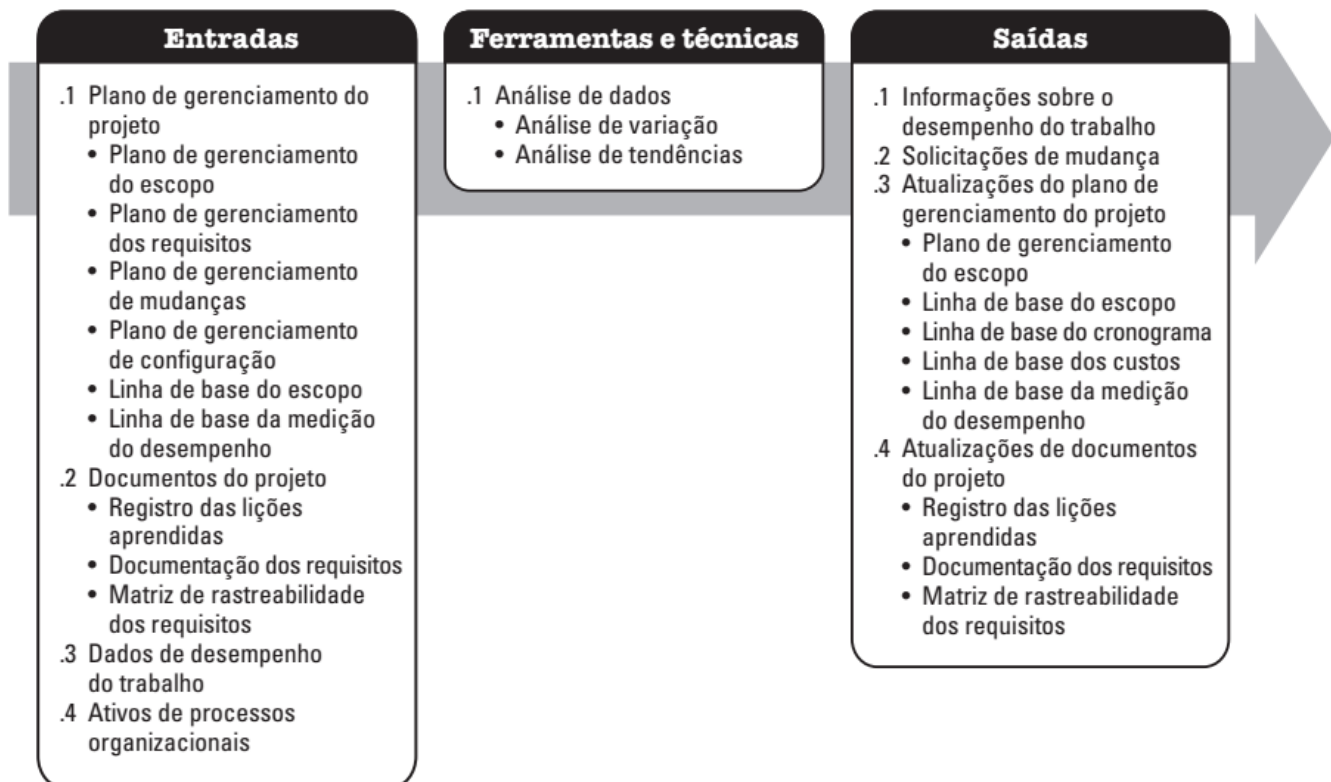 Entradas
.1 Plano de gerenciamento do
projeto
• Plano de gerenciamento
do escopo
• Plano de gerenciamento
dos requisitos
• Plano de gerenciamento
de mudanças
• Plano de gerenciamento
de configuração
• Linha de base do escopo
• Linha de base da medição
do desempenho
.2 Documentos do projeto
• Registro das lições
aprendidas
• Documentação dos requisitos
• Matriz de rastreabilidade
dos requisitos
.3 Dados de desempenho
do trabalho
.4 Ativos de processos
organizacionais
Ferramentas e técnicas
.1 Análise de dados
• Análise de variação
• Análise de tendências
Saídas
.1 Informações sobre o
desempenho do trabalho
.2 Solicitações de mudança
.3 Atualizações do plano de
gerenciamento do projeto
• Plano de gerenciamento
do escopo
• Linha de base do escopo
• Linha de base do cronograma
• Linha de base dos custos
• Linha de base da medição
do desempenho
.4 Atualizações de documentos
do projeto
• Registro das lições
aprendidas
• Documentação dos requisitos
• Matriz de rastreabilidade
dos requisitos